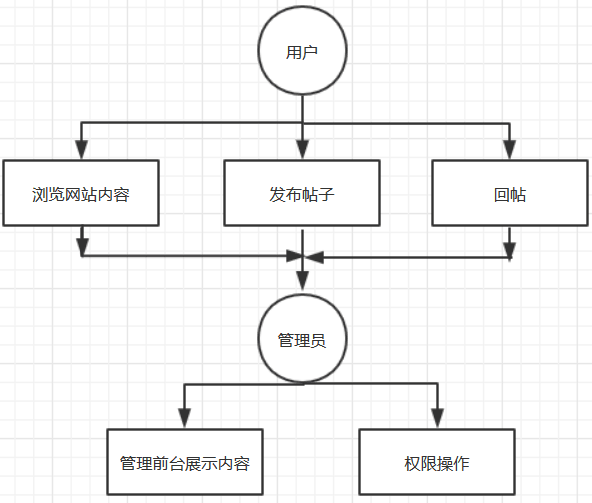 用户
浏览网站内容
发布帖子
回帖
管理员
管理前台展示内容
权限操作